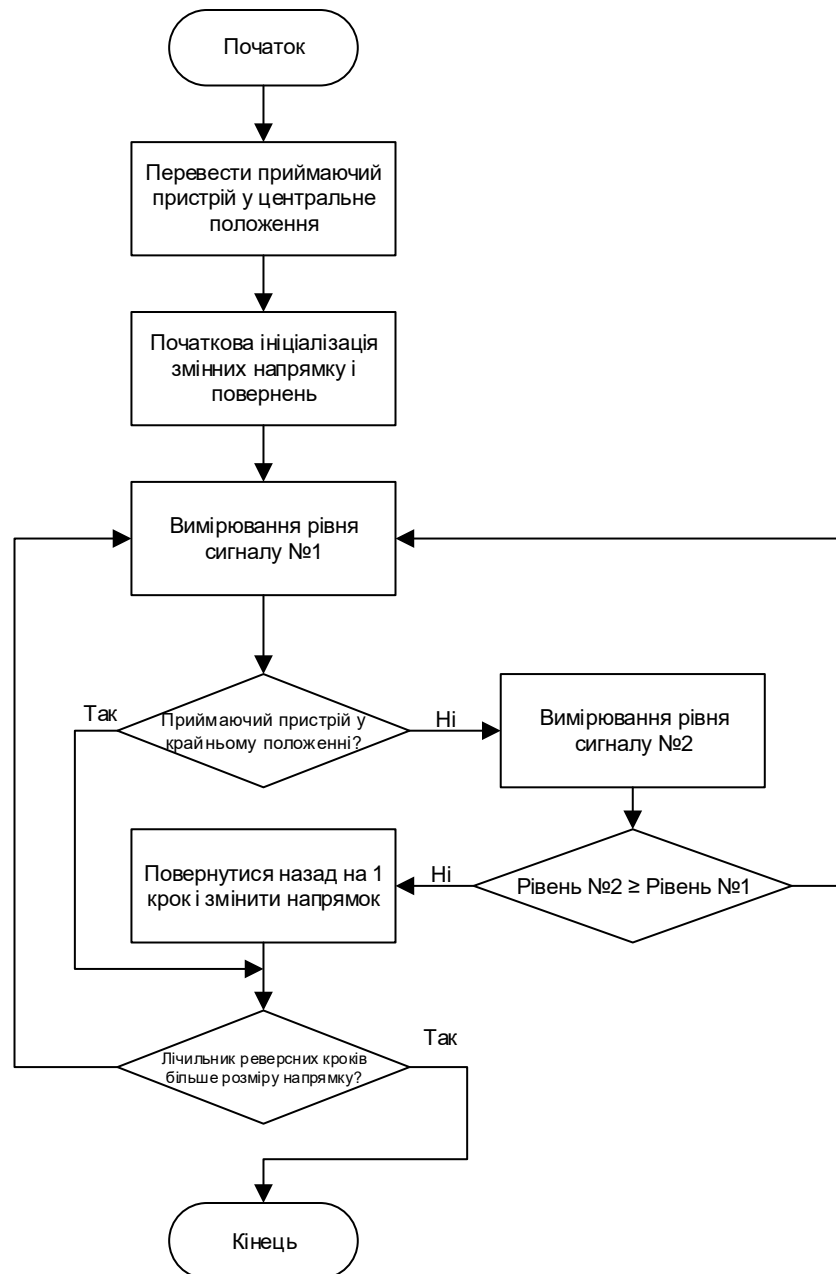 Початок
Перевести приймаючий
пристрій у центральне
положення
Початкова ініціалізація
змінних напрямку і
повернень
Вимірювання рівня
сигналу №1
Так
Приймаючий пристрій у
крайньому положенні?
Ні
Вимірювання рівня
сигналу №2
Повернутися назад на 1
крок і змінити напрямок
Ні
Рівень №2 ≥ Рівень №1
Лічильник реверсних кроків
більше розміру напрямку?
Так
Кінець